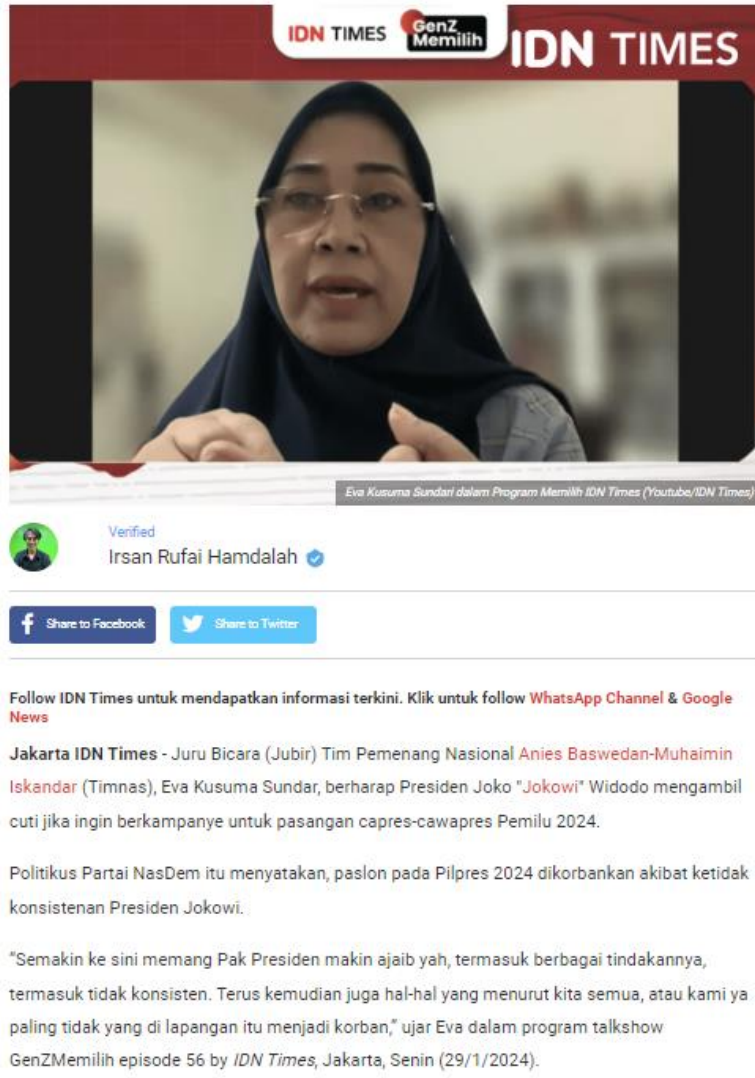 IDN TIMES
GenZ
Memilih
IDN TIMES
Eva Kusuma Sundari dalam Program Memilih IDN Times (Youtube/IDN Times)
Verified
Irsan Rufai Hamdalah
Share to Facebook
Share to Twitter
Follow IDN Times untuk mendapatkan informasi terkini. Klik untuk follow WhatsApp Channel & Google
News
Jakarta IDN Times - Juru Bicara (Jubir) Tim Pemenang Nasional Anies Baswedan-Muhaimin
Iskandar (Timnas), Eva Kusuma Sundar, berharap Presiden Joko "Jokowi" Widodo mengambil
cuti jika ingin berkampanye untuk pasangan capres-cawapres Pemilu 2024.
Politikus Partai NasDem itu menyatakan, paslon pada Pilpres 2024 dikorbankan akibat ketidak
konsistenan Presiden Jokowi.
"Semakin ke sini memang Pak Presiden makin ajaib yah, termasuk berbagai tindakannya,
termasuk tidak konsisten. Terus kemudian juga hal-hal yang menurut kita semua, atau kami ya
paling tidak yang di lapangan itu menjadi korban," ujar Eva dalam program talkshow
GenZMemilih episode 56 by IDN Times, Jakarta, Senin (29/1/2024).